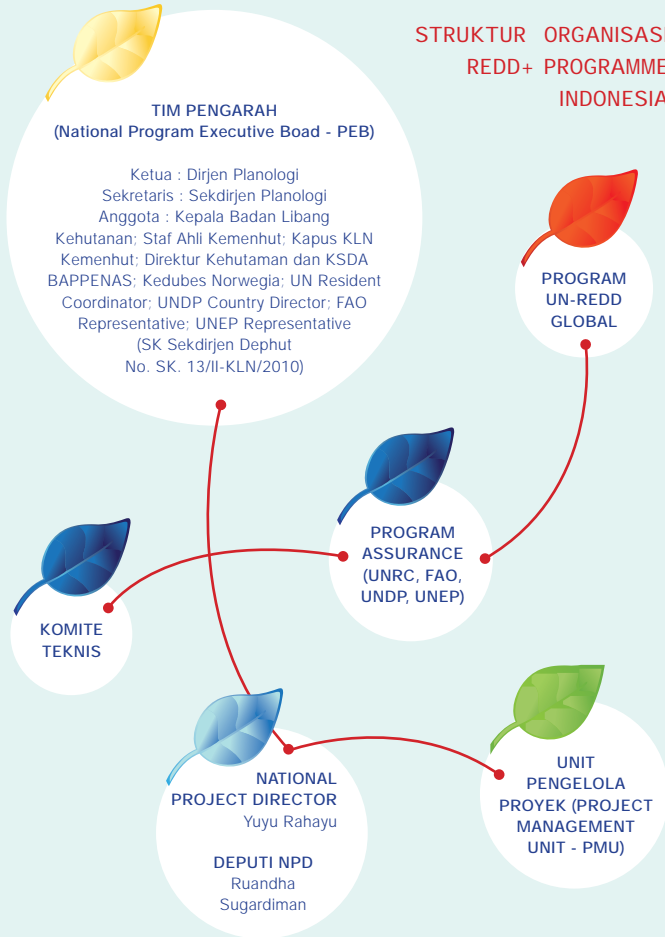 STRUKTUR ORGANISASI
REDD+ PROGRAMME
INDONESIA
TIM PENGARAH
(National Program Executive Boad - PEB)
Ketua : Dirjen Planologi
Sekretaris : Sekdirjen Planologi
Anggota : Kepala Badan Libang
Kehutanan; Staf Ahli Kemenhut; Kapus KLN
Kemenhut; Direktur Kehutaman dan KSDA
BAPPENAS; Kedubes Norwegia; UN Resident
Coordinator; UNDP Country Director; FAO
Representative; UNEP Representative
(SK Sekdirjen Dephut
No. SK. 13/II-KLN/2010)
PROGRAM
UN-REDD
GLOBAL
PROGRAM
ASSURANCE
(UNRC, FAO,
UNDP, UNEP)
KOMITE
TEKNIS
NATIONAL
PROJECT DIRECTOR
Yuyu Rahayu
DEPUTI NPD
Ruandha
Sugardiman
UNIT
PENGELOLA
PROYEK (PROJECT
MANAGEMENT
UNIT - PMU)